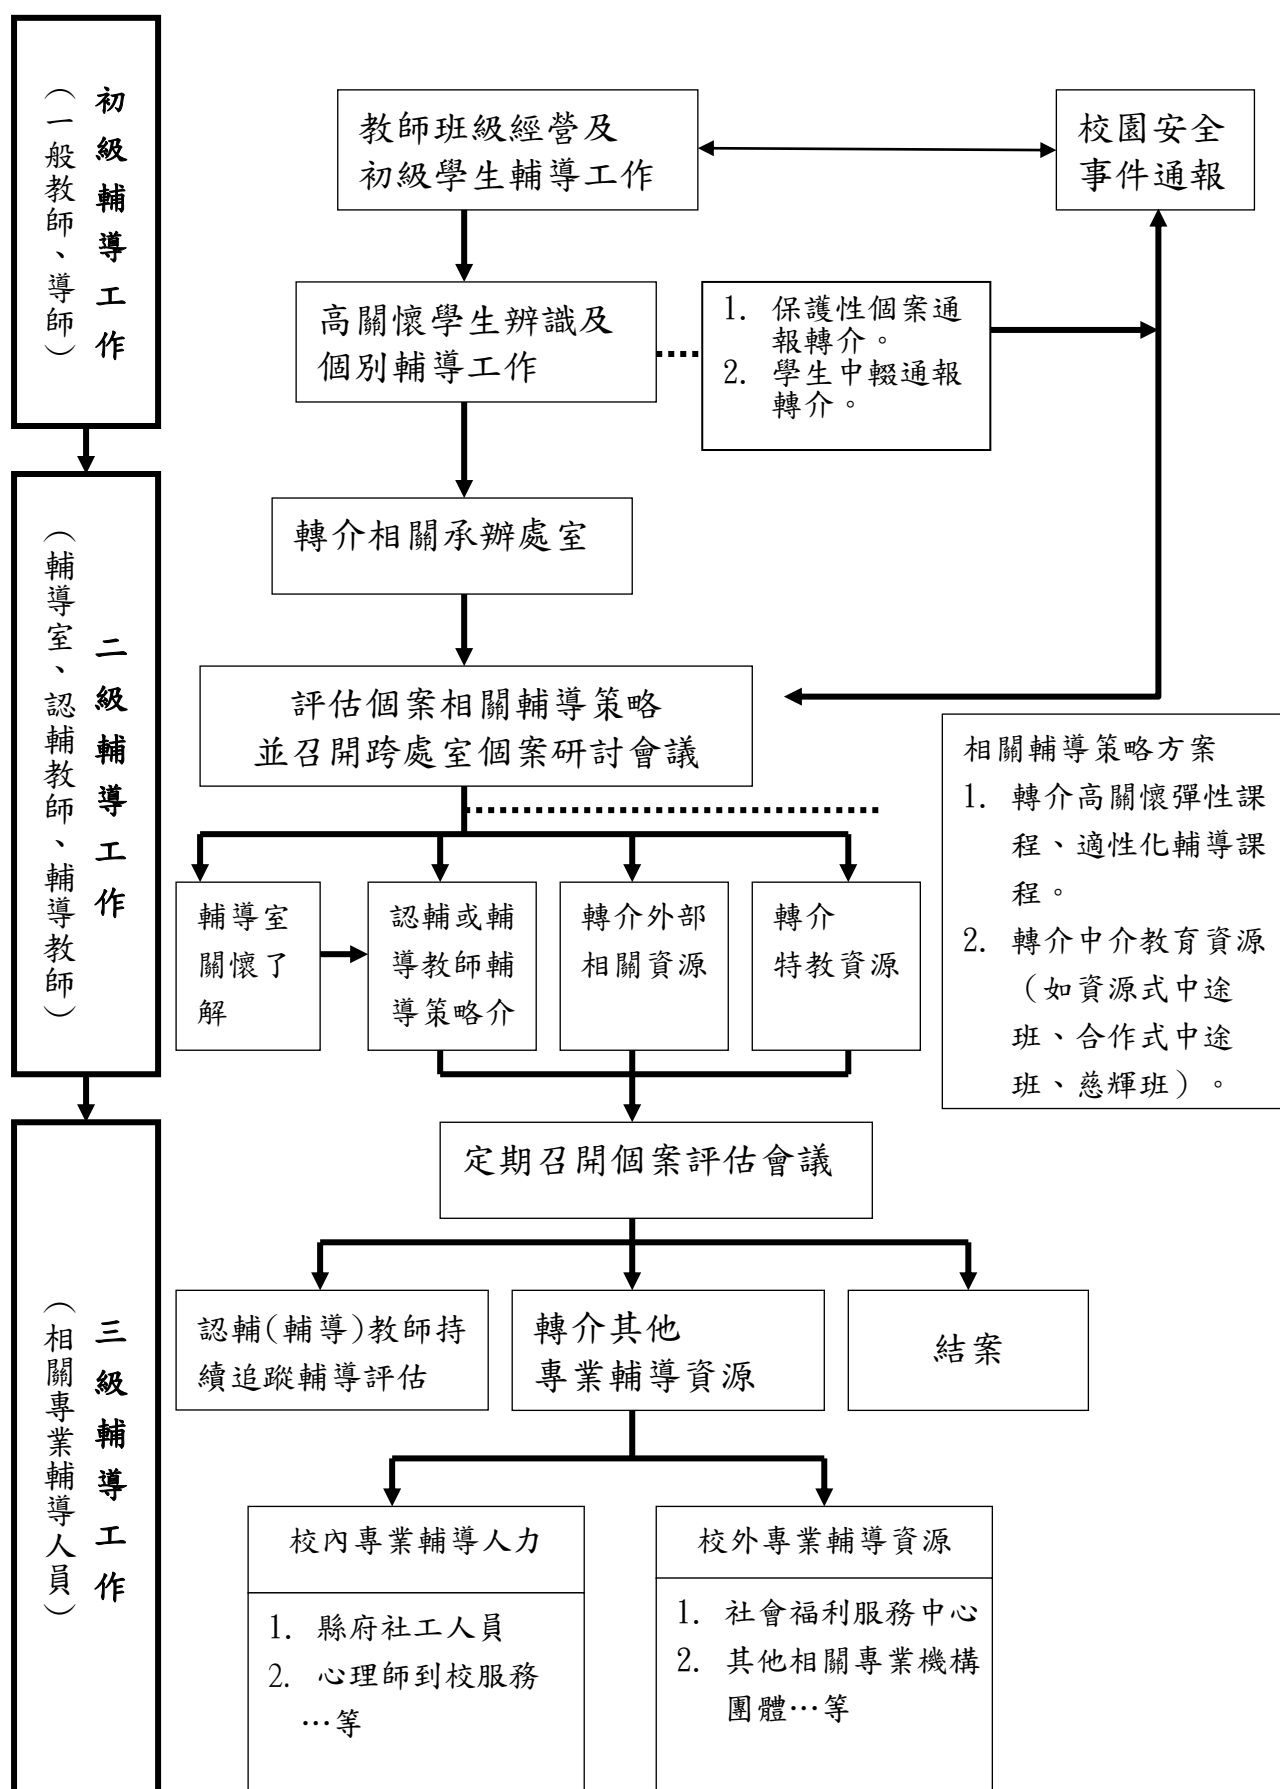 初級輔導工作
（一般教師、導師）
教師班級經營及
初級學生輔導工作
校園安全
事件通報
高關懷學生辨識及
個別輔導工作
1. 保護性個案通
報轉介。
2. 學生中輟通報
轉介。
二級輔導工作
（輔導室、認輔教師、輔導教師）
轉介相關承辦處室
評估個案相關輔導策略
並召開跨處室個案研討會議
相關輔導策略方案
1. 轉介高關懷彈性課
程、適性化輔導課
程。
2. 轉介中介教育資源
（如資源式中途
班、合作式中途
班、慈輝班）。
輔導室
關懷了
解
認輔或輔
導教師輔
導策略介
轉介外部
相關資源
轉介
特教資源
三級輔導工作
（相關專業輔導人員）
定期召開個案評估會議
認輔(輔導)教師持
續追蹤輔導評估
轉介其他
專業輔導資源
結案
校內專業輔導人力
1. 縣府社工人員
2. 心理師到校服務
…等
校外專業輔導資源
1. 社會福利服務中心
2. 其他相關專業機構
團體…等